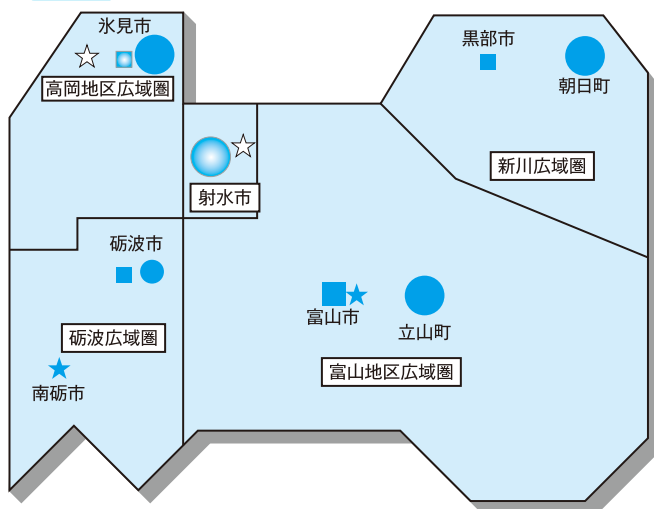 氷見市
高岡地区広域圏
黒部市
朝日町
新川広域圏
射水市
砺波市
砺波広域圏
南砺市
富山市
立山町
富山地区広域圏